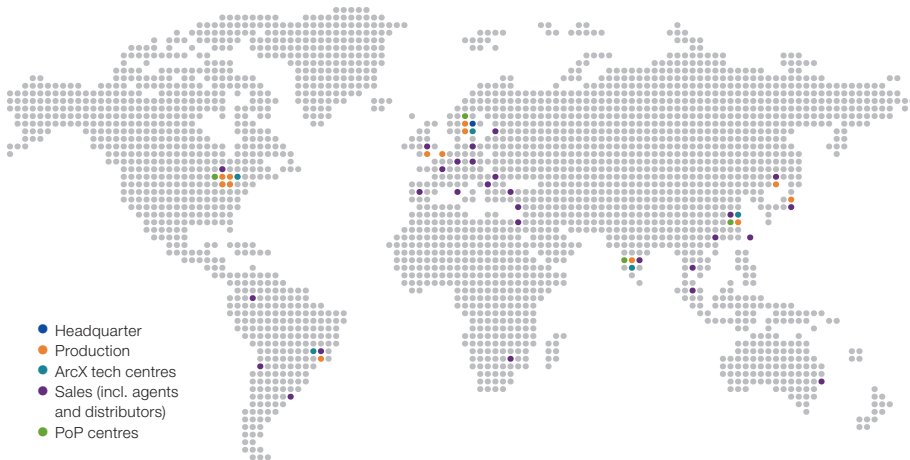 Headquarter
Production
ArcX tech centres
Sales (incl. agents
and distributors)
PoP centres